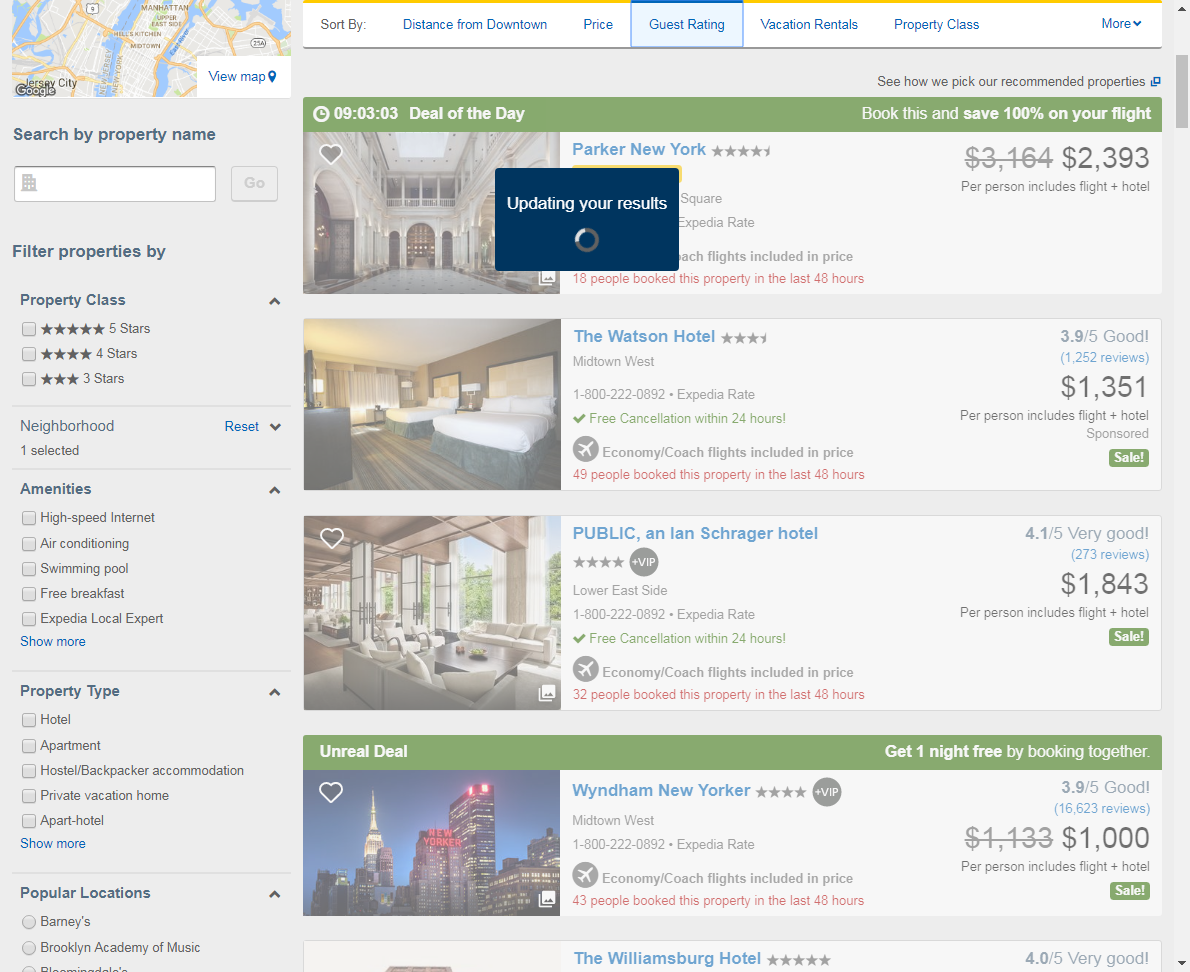 MANHATTAN
9
UPPER
EAST SIDE
HELL'S KITCHEN
MIDTOWN
East River
25A
NEW JERSEY
NEW YORK
Jersey City
Google
View map
Search by property name
Go
Filter properties by
Property Class
5 Stars
4 Stars
3 Stars
Neighborhood
Reset
1 selected
Amenities
High-speed Internet
Air conditioning
Swimming pool
Free breakfast
Expedia Local Expert
Show more
Property Type
Hotel
Apartment
Hostel/Backpacker accommodation
Private vacation home
Apart-hotel
Show more
Popular Locations
Barney's
Brooklyn Academy of Music
Bloomingdale's
Sort By: Distance from Downtown Price Guest Rating Vacation Rentals Property Class More
See how we pick our recommended properties
09:03:03 Deal of the Day Book this and save 100% on your flight
Parker New York
$3,164 $2,393
Per person includes flight + hotel
Square
Expedia Rate
Updating your results
flights included in price
18 people booked this property in the last 48 hours
The Watson Hotel
3.9/5 Good!
Midtown West
(1,252 reviews)
$1,351
1-800-222-0892 • Expedia Rate
Per person includes flight + hotel
Free Cancellation within 24 hours!
Sponsored
Economy/Coach flights included in price
Sale!
49 people booked this property in the last 48 hours
PUBLIC, an Ian Schrager hotel
4.1/5 Very good!
+VIP
(273 reviews)
Lower East Side
$1,843
1-800-222-0892 • Expedia Rate
Per person includes flight + hotel
Free Cancellation within 24 hours!
Sale!
Economy/Coach flights included in price
32 people booked this property in the last 48 hours
Unreal Deal Get 1 night free by booking together.
Wyndham New Yorker +VIP
3.9/5 Good!
(16,623 reviews)
Midtown West
NEW
YORKER
$1,133 $1,000
1-800-222-0892 • Expedia Rate
Per person includes flight + hotel
Economy/Coach flights included in price
Sale!
43 people booked this property in the last 48 hours
The Williamsburg Hotel
4.0/5 Very good!